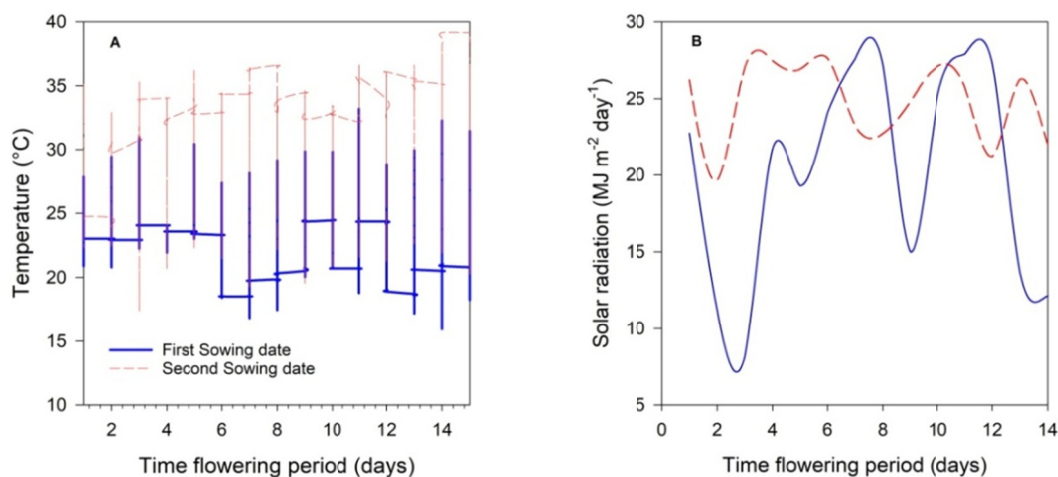 A
Temperature (°C)
40
35
30
25
20
15
10
First Sowing date
Second Sowing date
2 4 6 8 10 12 14
Time flowering period (days)
B
Solar radiation (MJ m⁻² day⁻¹)
30
25
20
15
10
5
0 2 4 6 8 10 12 14
Time flowering period (days)